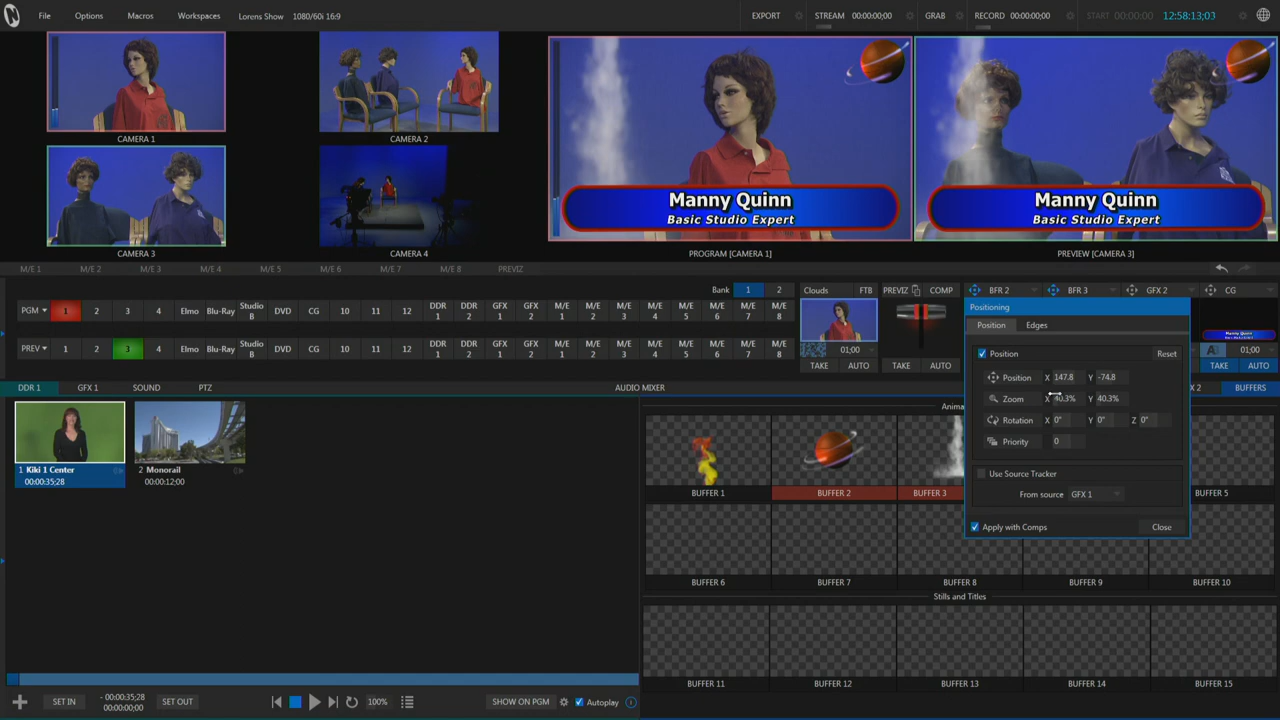 File Options Macros Workspaces Lorens Show 1080/60i 16:9 EXPORT STREAM 00:00:00;00 GRAB RECORD 00:00:00;00 START 00:00:00; 12:58:13;03
CAMERA 1
CAMERA 2
CAMERA 3
CAMERA 4
Manny Quinn
Basic Studio Expert
PROGRAM [CAMERA 1]
Manny Quinn
Basic Studio Expert
PREVIEW [CAMERA 3]
M/E 1 M/E 2 M/E 3 M/E 4 M/E 5 M/E 6 M/E 7 M/E 8 PREVIZ
Bank 1 2
PGM 1 2 3 4 Elmo Blu-Ray Studio B DVD CG 10 11 12 DDR 1 DDR 2 GFX 1 GFX 2 M/E 1 M/E 2 M/E 3 M/E 4 M/E 5 M/E 6 M/E 7 M/E 8
PREV 1 2 3 4 Elmo Blu-Ray Studio B DVD CG 10 11 12 DDR 1 DDR 2 GFX 1 GFX 2 M/E 1 M/E 2 M/E 3 M/E 4 M/E 5 M/E 6 M/E 7 M/E 8
Clouds FTB PREVIZ COMP BFR 2 BFR 3 GFX 2 CG
01;00
TAKE AUTO TAKE AUTO
Manny Quinn
01;00
TAKE AUTO
Positioning
Position Edges
Position Reset
Position X 147.8 Y -74.8
Zoom X 40.3% Y 40.3%
Rotation X 0° Y 0° Z 0°
Priority 0
Use Source Tracker
From source GFX 1
Apply with Comps Close
DDR 1 GFX 1 SOUND PTZ AUDIO MIXER X 2 BUFFERS
1 Kiki 1 Center
00:00:35;28
2 Monorail
00:00:12;00
Anima
BUFFER 1 BUFFER 2 BUFFER 3 BUFFER 5
BUFFER 6 BUFFER 7 BUFFER 8 BUFFER 9 BUFFER 10
Stills and Titles
BUFFER 11 BUFFER 12 BUFFER 13 BUFFER 14 BUFFER 15
SET IN - 00:00:35;28
00:00:00;00 SET OUT 100% SHOW ON PGM Autoplay